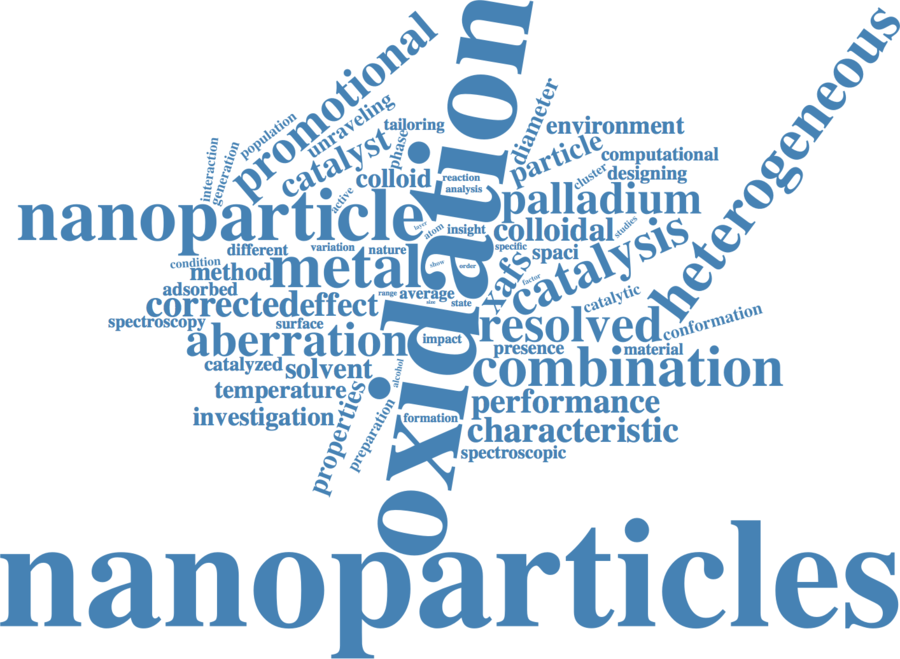 oxidation
promotional
heterogeneous
population
unraveling
interaction
generation
tailoring
phase
catalyst
diameter
environment
particle
computational
cluster
designing
colloid
reaction
analysis
active
palladium
nanoparticle
layer
atom
insight
colloidal
studies
different
variation
nature
specific
spaci
catalysis
condition
method
metal
show
order
xafs
factor
adsorbed
range
average
size
state
catalytic
corrected
effect
spectroscopy
surface
resolved
conformation
aberration
impact
presence
material
catalyzed
solvent
alcohol
combination
temperature
properties
performance
investigation
preparation
formation
characteristic
spectroscopic
nanoparticles